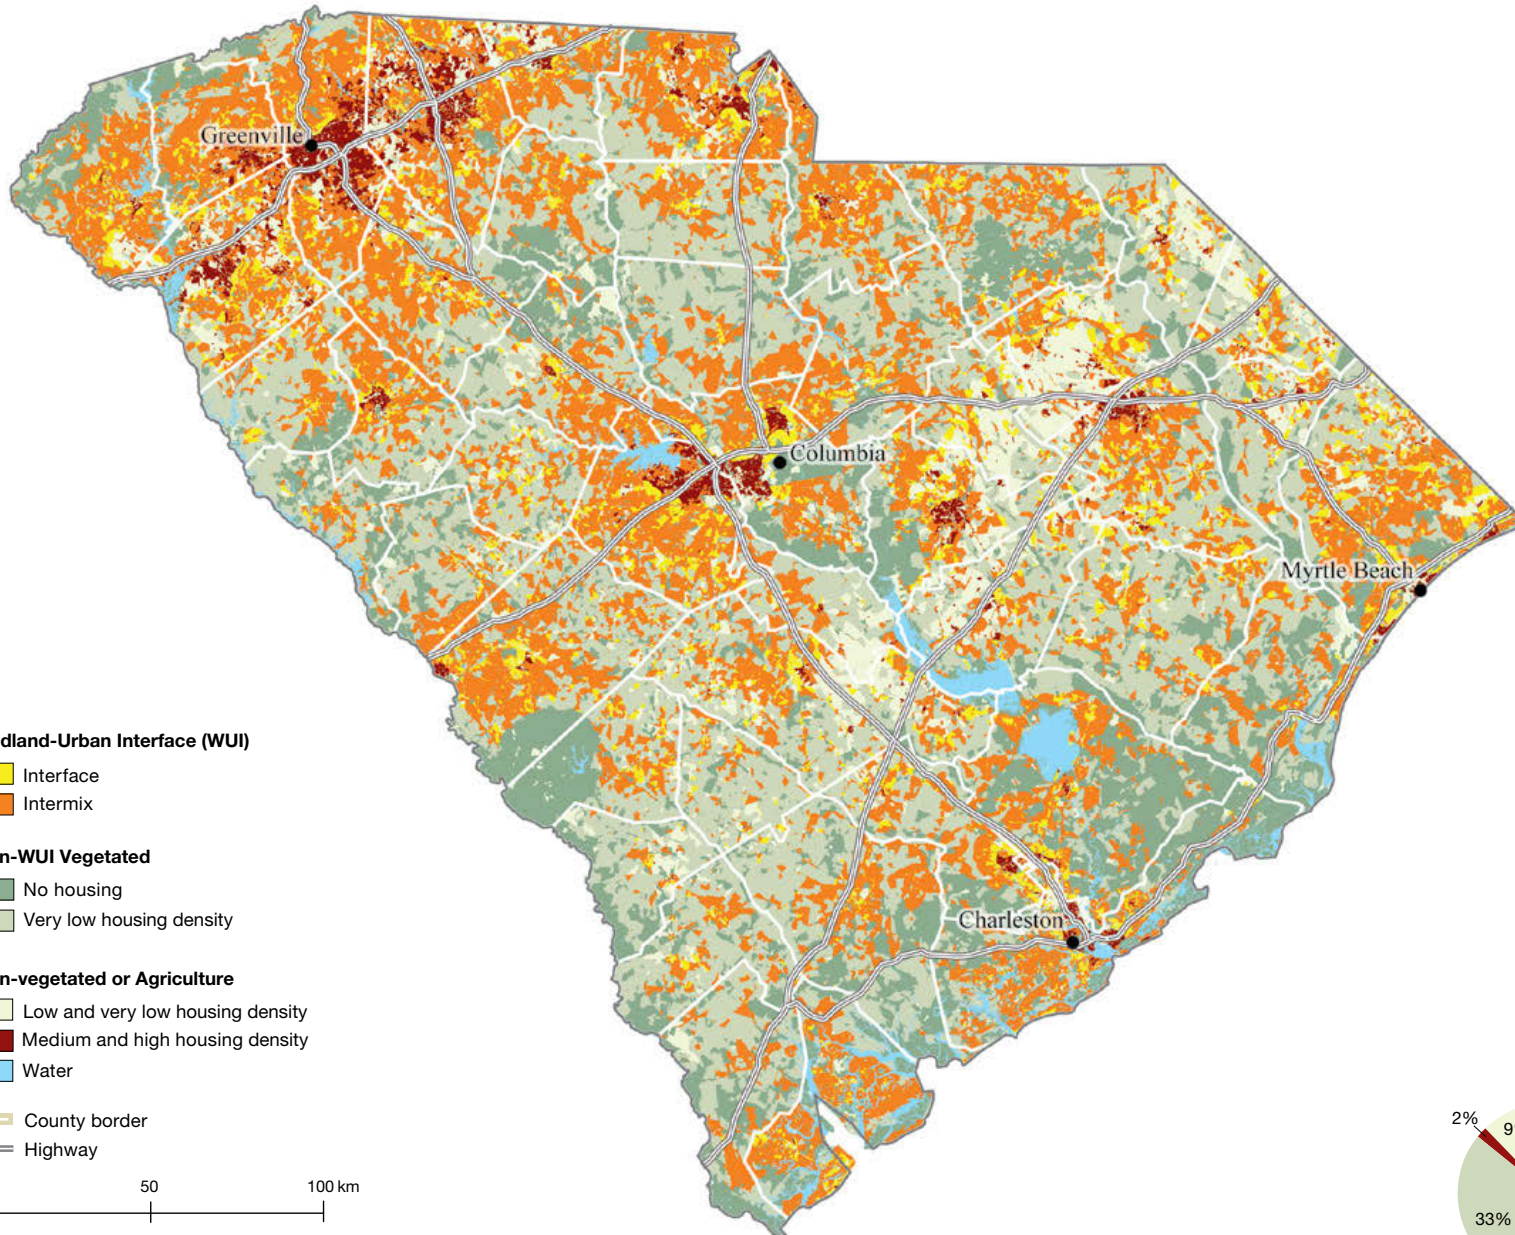 Greenville
Columbia
Myrtle Beach
Charleston
dland-Urban Interface (WUI)
Interface
Intermix
n-WUI Vegetated
No housing
Very low housing density
n-vegetated or Agriculture
Low and very low housing density
Medium and high housing density
Water
County border
Highway
50 100 km
2%
9
33%